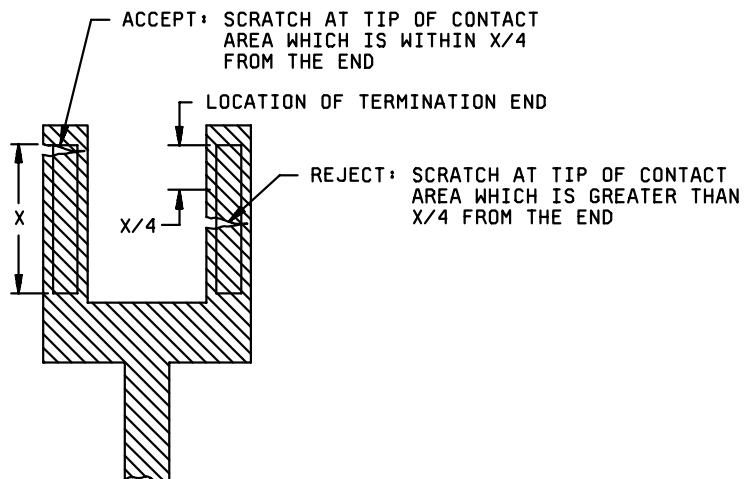 ACCEPT: SCRATCH AT TIP OF CONTACT
AREA WHICH IS WITHIN X/4
FROM THE END
LOCATION OF TERMINATION END
REJECT: SCRATCH AT TIP OF CONTACT
AREA WHICH IS GREATER THAN
X/4 FROM THE END
X
X/4